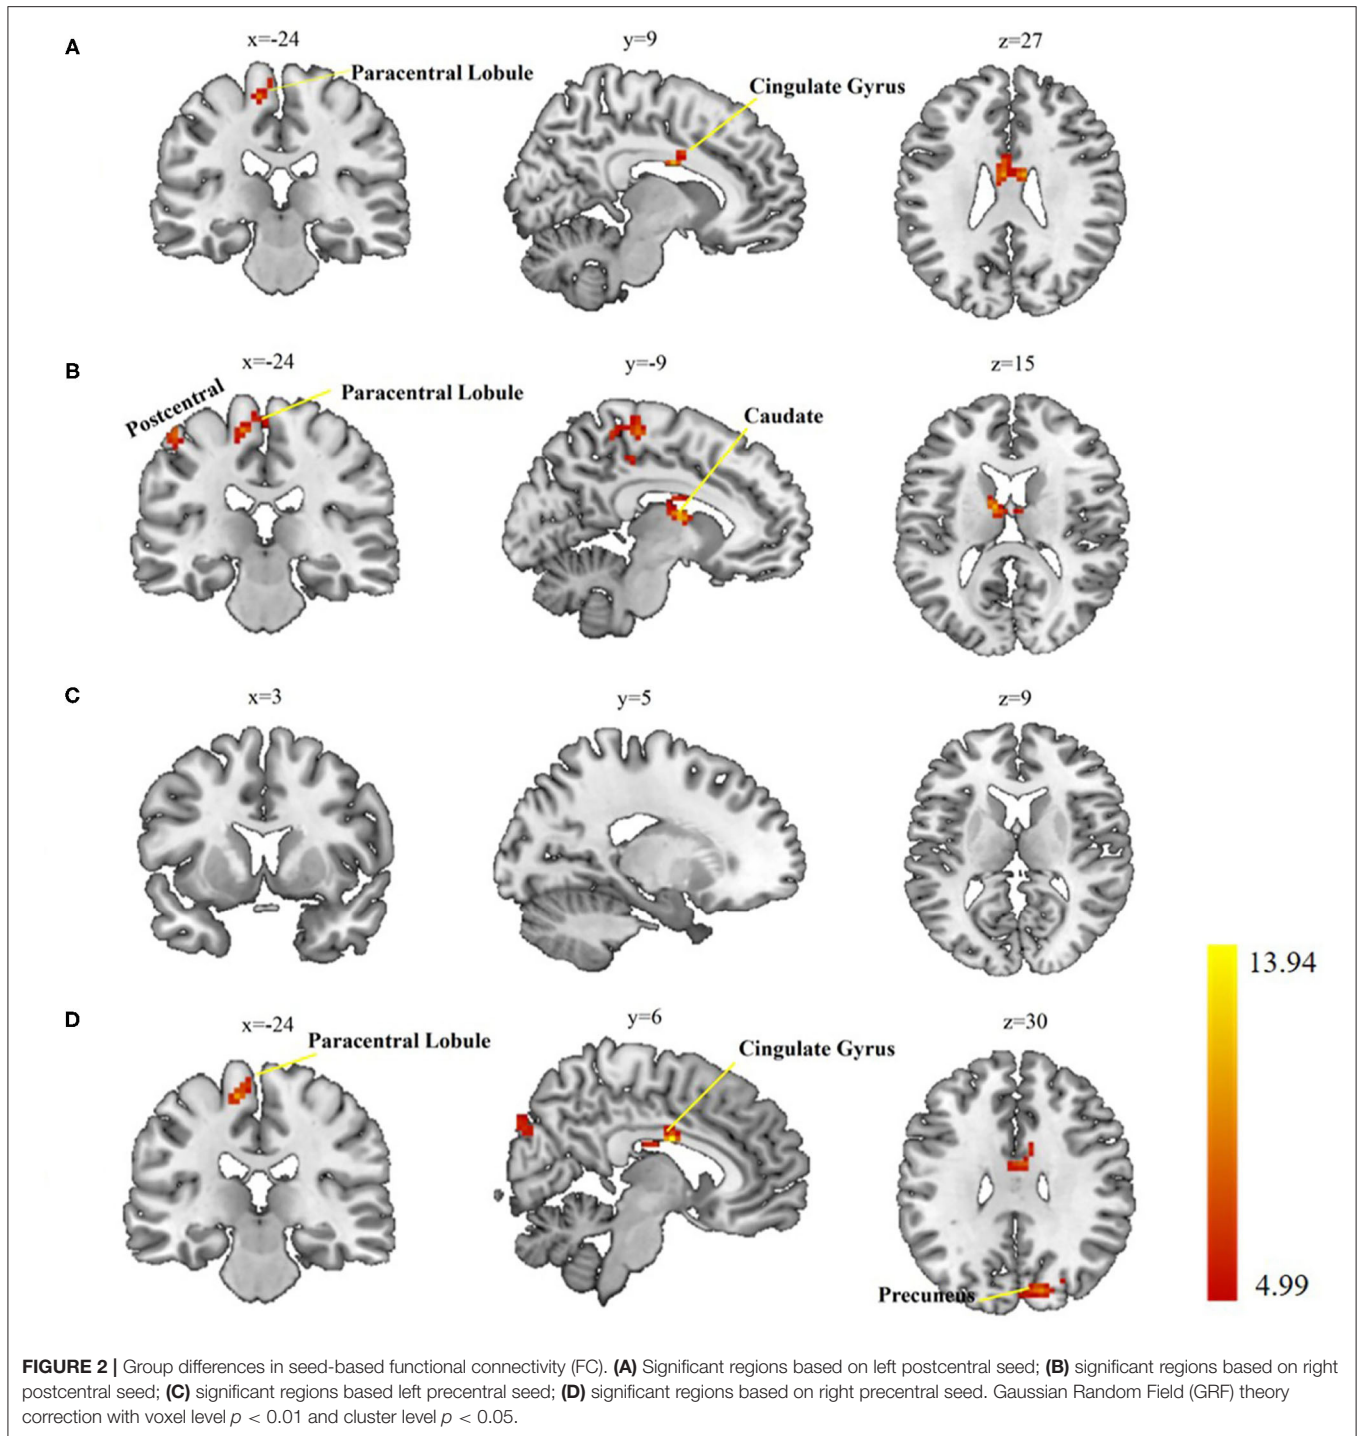 A
x=-24
y=9
z=27
Paracentral Lobule
Cingulate Gyrus
B
x=-24
y=-9
z=15
Postcentral
Paracentral Lobule
Caudate
C
x=3
y=5
z=9
13.94
4.99
D
x=-24
y=6
z=30
Paracentral Lobule
Cingulate Gyrus
Precuneus
FIGURE 2 | Group differences in seed-based functional connectivity (FC). (A) Significant regions based on left postcentral seed; (B) significant regions based on right
postcentral seed; (C) significant regions based left precentral seed; (D) significant regions based on right precentral seed. Gaussian Random Field (GRF) theory
correction with voxel level p < 0.01 and cluster level p < 0.05.